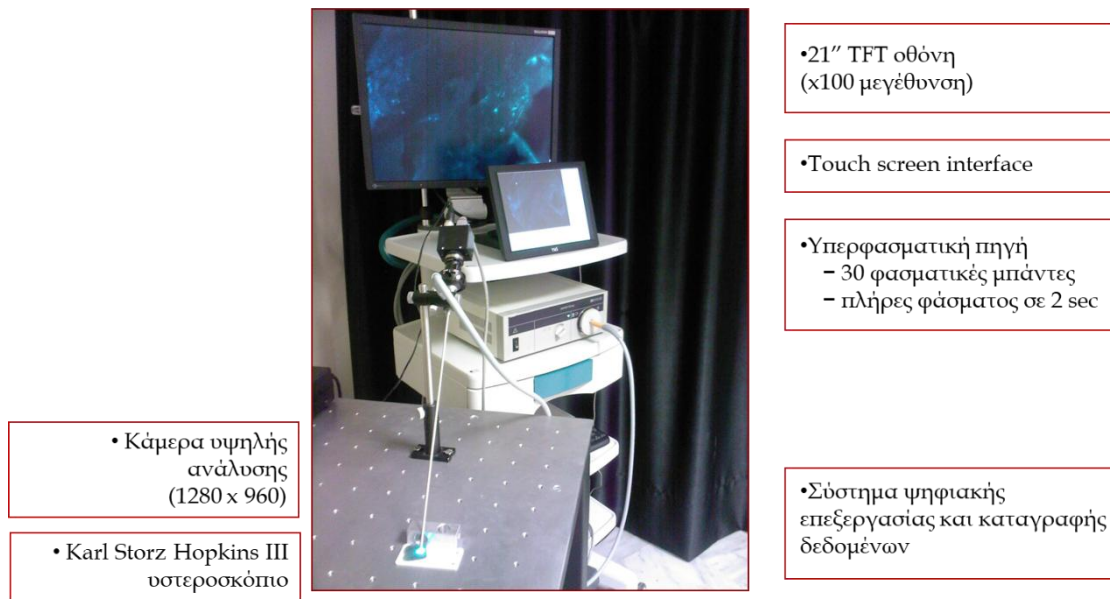 •21″ TFT οθόνη
(x100 μεγέθυνση)
•Touch screen interface
•Υπερφασματική πηγή
– 30 φασματικές μπάντες
– πλήρες φάσματος σε 2 sec
• Κάμερα υψηλής
ανάλυσης
(1280 x 960)
• Karl Storz Hopkins III
υστεροσκόπιο
•Σύστημα ψηφιακής
επεξεργασίας και καταγραφής
δεδομένων